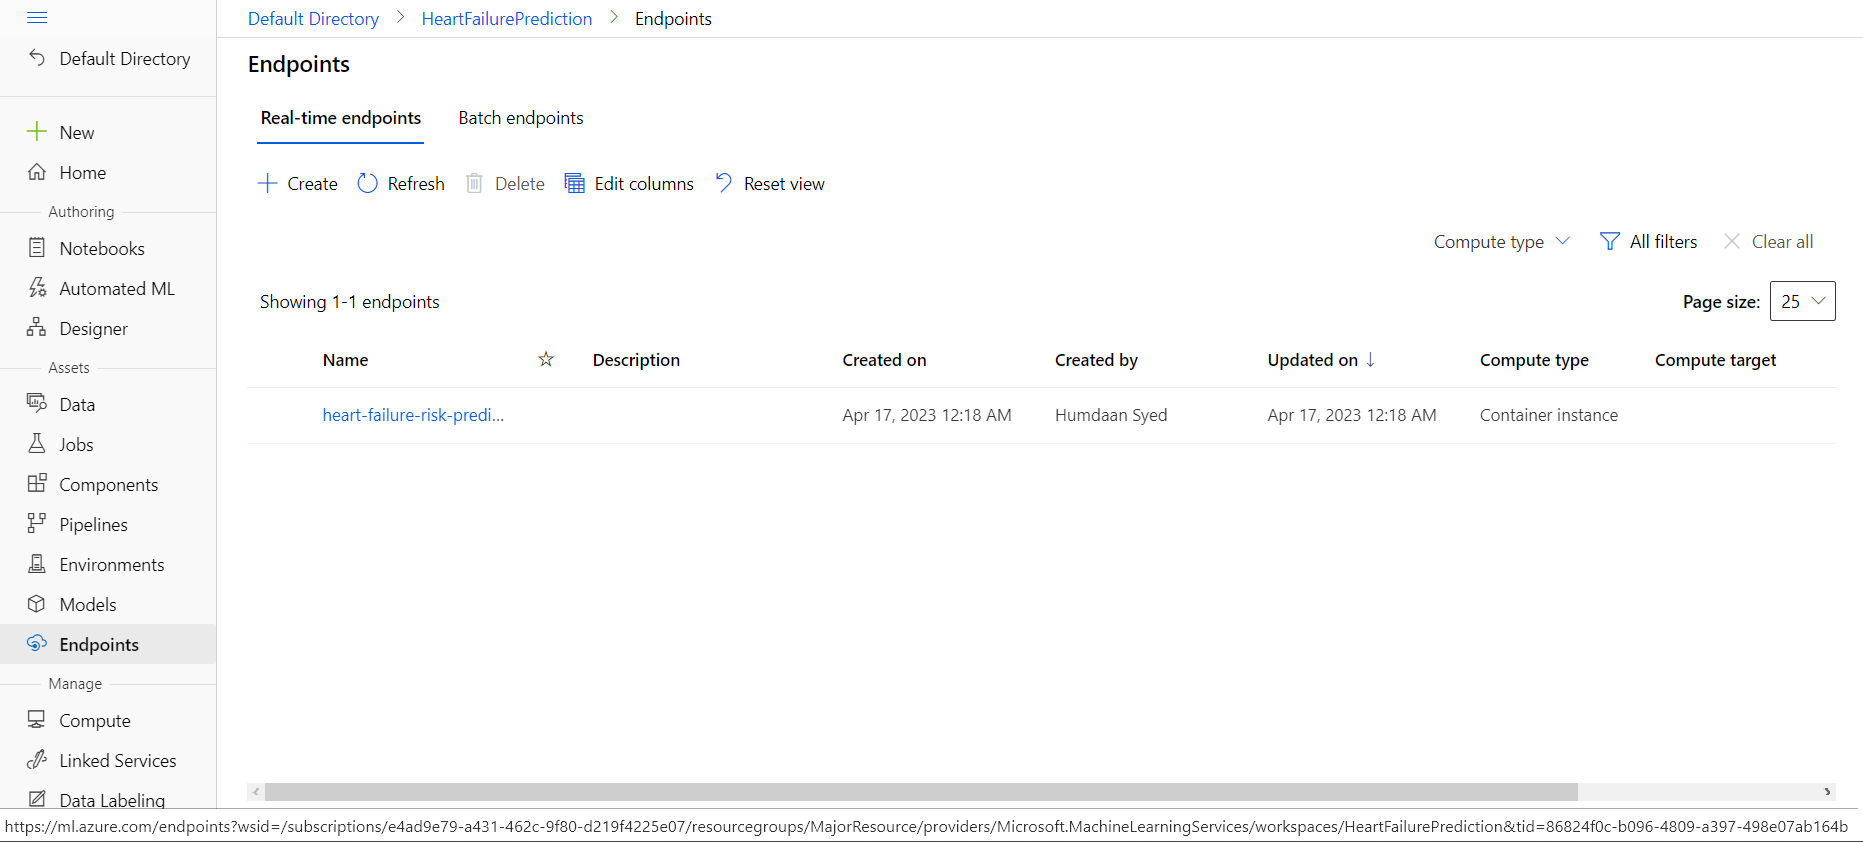 Default Directory > HeartFailurePrediction > Endpoints
Default Directory
New
Home
Authoring
Notebooks
Automated ML
Designer
Assets
Data
Jobs
Components
Pipelines
Environments
Models
Endpoints
Manage
Compute
Linked Services
Data Labeling
Endpoints
Real-time endpoints Batch endpoints
Create Refresh Delete Edit columns Reset view
Compute type All filters Clear all
Showing 1-1 endpoints Page size: 25
Name Description Created on Created by Updated on ↓ Compute type Compute target
heart-failure-risk-predi... Apr 17, 2023 12:18 AM Humdaan Syed Apr 17, 2023 12:18 AM Container instance
https://ml.azure.com/endpoints?wsid=/subscriptions/e4ad9e79-a431-462c-9f80-d219f4225e07/resourcegroups/MajorResource/providers/Microsoft.MachineLearningServices/workspaces/HeartFailurePrediction&tid=86824f0c-b096-4809-a397-498e07ab164b